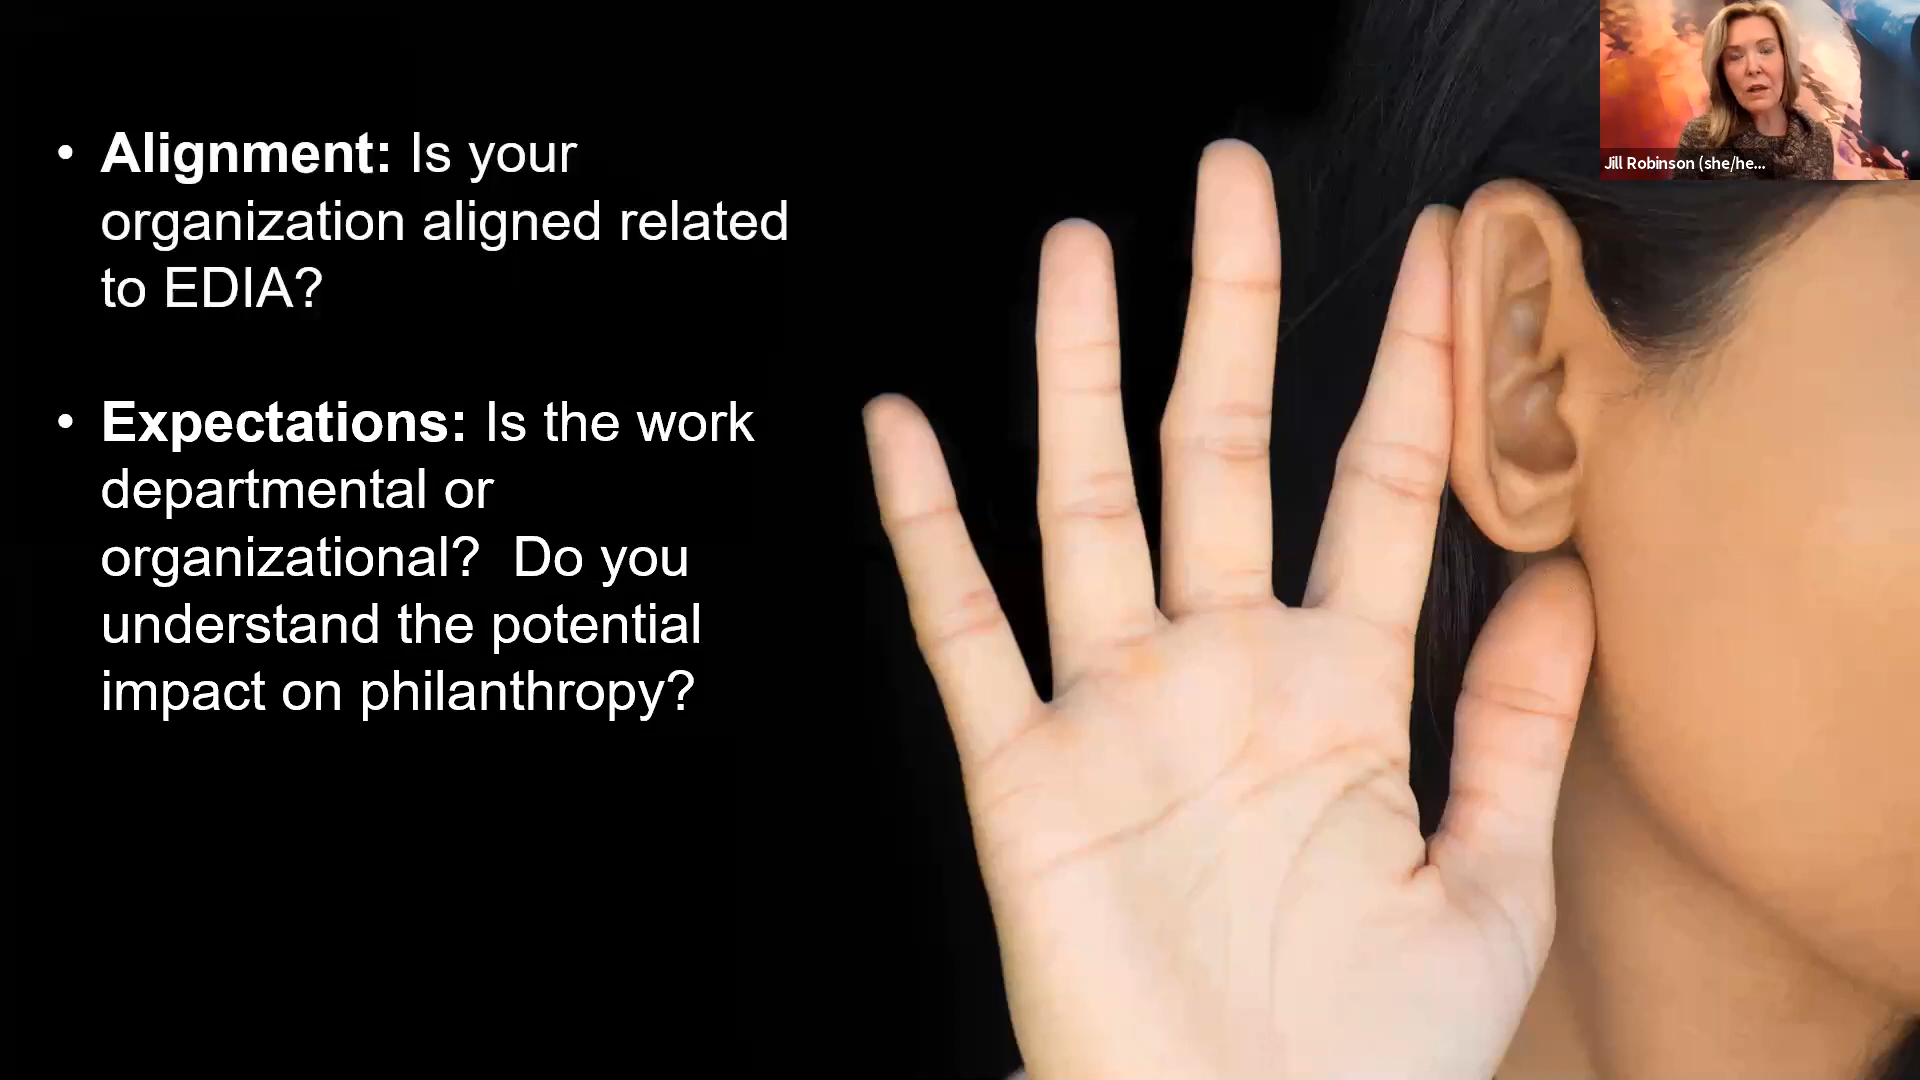 • Alignment: Is your
organization aligned related
to EDIA?
• Expectations: Is the work
departmental or
organizational?  Do you
understand the potential
impact on philanthropy?
Jill Robinson (she/he...